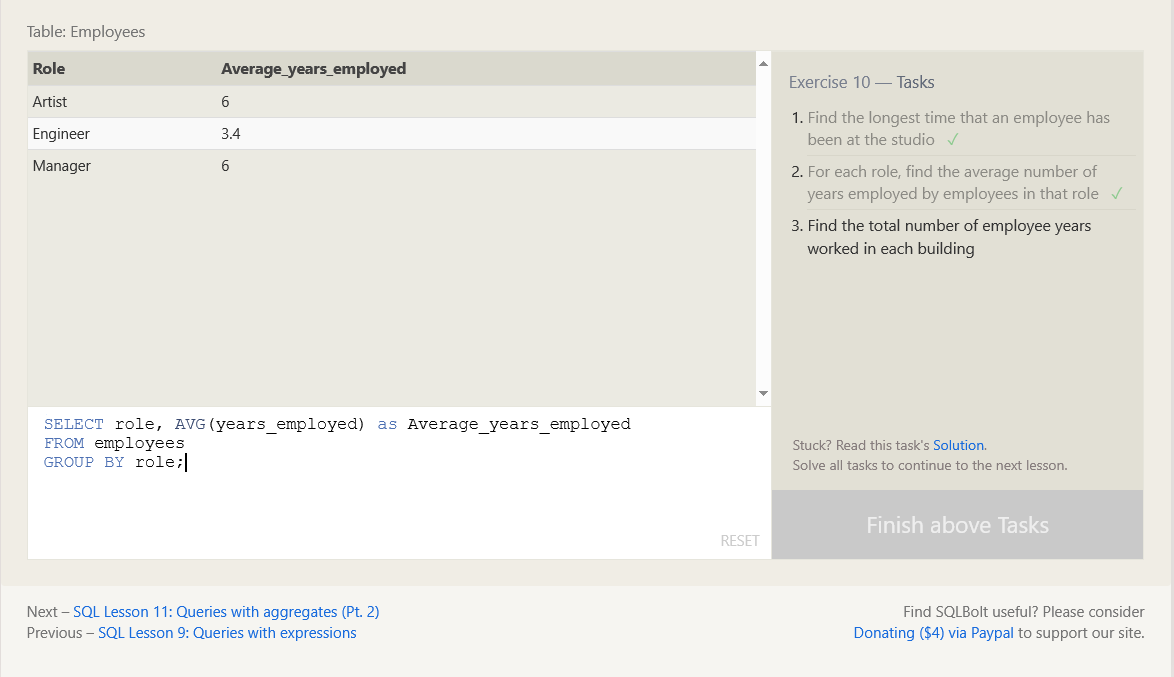 Table: Employees
Role Average_years_employed
Artist 6
Engineer 3.4
Manager 6
SELECT role, AVG(years_employed) as Average_years_employed
FROM employees
GROUP BY role;
RESET
Exercise 10 — Tasks
1. Find the longest time that an employee has
been at the studio ✓
2. For each role, find the average number of
years employed by employees in that role ✓
3. Find the total number of employee years
worked in each building
Stuck? Read this task's Solution.
Solve all tasks to continue to the next lesson.
Finish above Tasks
Next – SQL Lesson 11: Queries with aggregates (Pt. 2)
Previous – SQL Lesson 9: Queries with expressions
Find SQLBolt useful? Please consider
Donating ($4) via Paypal to support our site.